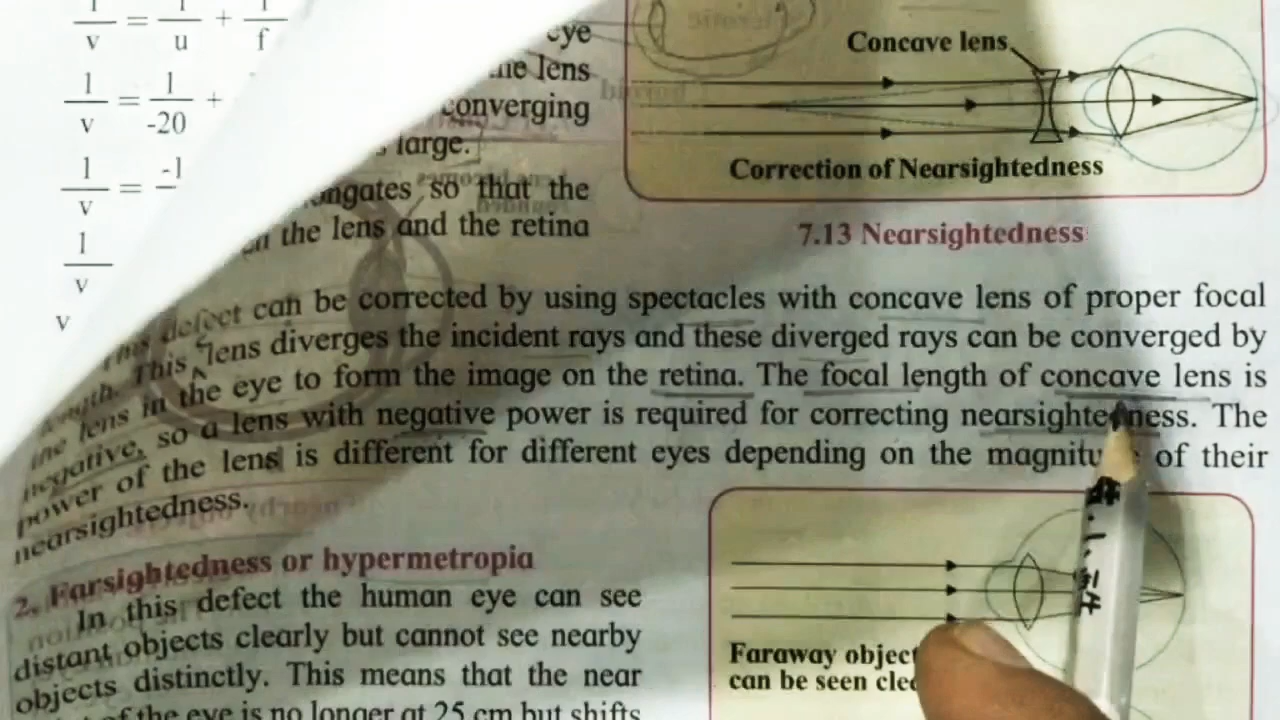 1/v = 1/u + 1/f
1/v = 1/-20 +
1/v = -1
1/v
v
eye
lens
converging
large.
so that the
the lens and the retina
Concave lens
Correction of Nearsightedness
7.13 Nearsightedness
This defect can be corrected by using spectacles with concave lens of proper focal
length. This lens diverges the incident rays and these diverged rays can be converged by
the lens in the eye to form the image on the retina. The focal length of concave lens is
negative, so a lens with negative power is required for correcting nearsightedness. The
power of the lens is different for different eyes depending on the magnitude of their
nearsightedness.
2. Farsightedness or hypermetropia
In this defect the human eye can see
distant objects clearly but cannot see nearby
objects distinctly. This means that the near
of the eye is no longer at 25 cm but shifts
Faraway object
can be seen